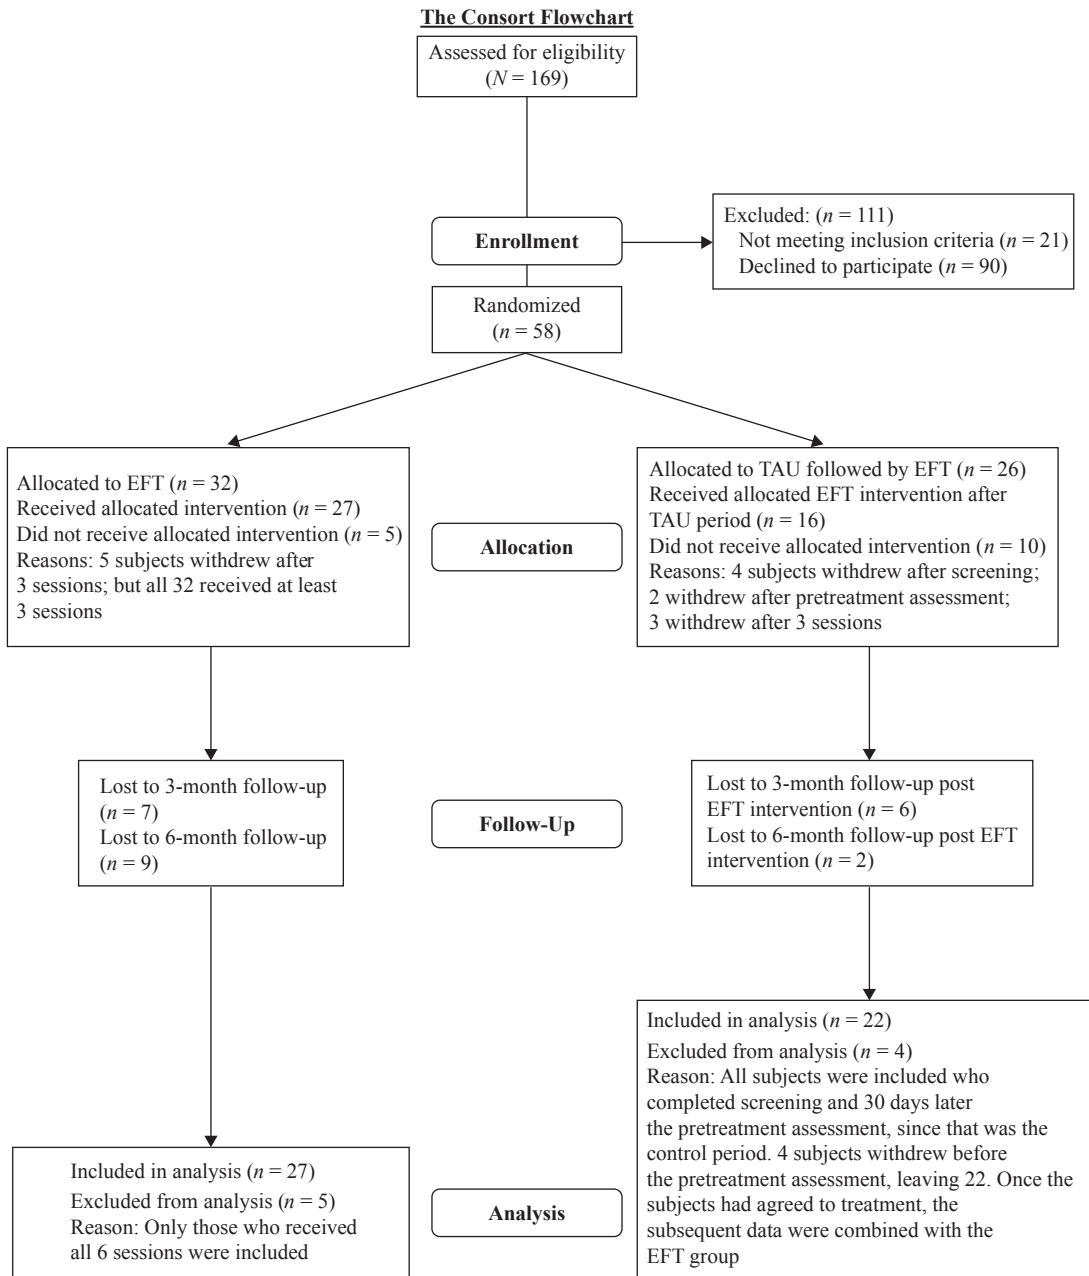 The Consort Flowchart
Assessed for eligibility
(N = 169)
Enrollment
Excluded: (n = 111)
Not meeting inclusion criteria (n = 21)
Declined to participate (n = 90)
Randomized
(n = 58)
Allocated to EFT (n = 32)
Received allocated intervention (n = 27)
Did not receive allocated intervention (n = 5)
Reasons: 5 subjects withdrew after
3 sessions; but all 32 received at least
3 sessions
Allocation
Allocated to TAU followed by EFT (n = 26)
Received allocated EFT intervention after
TAU period (n = 16)
Did not receive allocated intervention (n = 10)
Reasons: 4 subjects withdrew after screening;
2 withdrew after pretreatment assessment;
3 withdrew after 3 sessions
Lost to 3-month follow-up
(n = 7)
Lost to 6-month follow-up
(n = 9)
Follow-Up
Lost to 3-month follow-up post
EFT intervention (n = 6)
Lost to 6-month follow-up post EFT
intervention (n = 2)
Included in analysis (n = 27)
Excluded from analysis (n = 5)
Reason: Only those who received
all 6 sessions were included
Analysis
Included in analysis (n = 22)
Excluded from analysis (n = 4)
Reason: All subjects were included who
completed screening and 30 days later
the pretreatment assessment, since that was the
control period. 4 subjects withdrew before
the pretreatment assessment, leaving 22. Once the
subjects had agreed to treatment, the
subsequent data were combined with the
EFT group